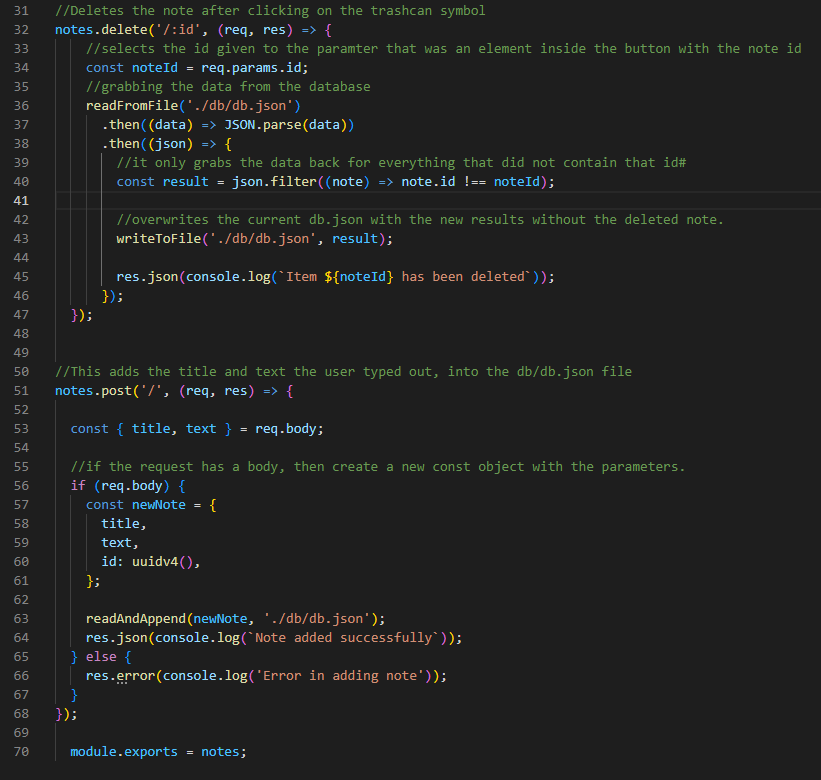 31 //Deletes the note after clicking on the trashcan symbol
32 notes.delete('/:id', (req, res) => {
33     //selects the id given to the paramter that was an element inside the button with the note id
34     const noteId = req.params.id;
35     //grabbing the data from the database
36     readFromFile('./db/db.json')
37       .then((data) => JSON.parse(data))
38       .then((json) => {
39         //it only grabs the data back for everything that did not contain that id#
40         const result = json.filter((note) => note.id !== noteId);
41
42         //overwrites the current db.json with the new results without the deleted note.
43         writeToFile('./db/db.json', result);
44
45         res.json(console.log(`Item ${noteId} has been deleted`));
46       });
47   });
48
49
50 //This adds the title and text the user typed out, into the db/db.json file
51 notes.post('/', (req, res) => {
52
53   const { title, text } = req.body;
54
55   //if the request has a body, then create a new const object with the parameters.
56   if (req.body) {
57     const newNote = {
58       title,
59       text,
60       id: uuidv4(),
61     };
62
63     readAndAppend(newNote, './db/db.json');
64     res.json(console.log(`Note added successfully`));
65   } else {
66     res.error(console.log('Error in adding note'));
67   }
68 });
69
70   module.exports = notes;